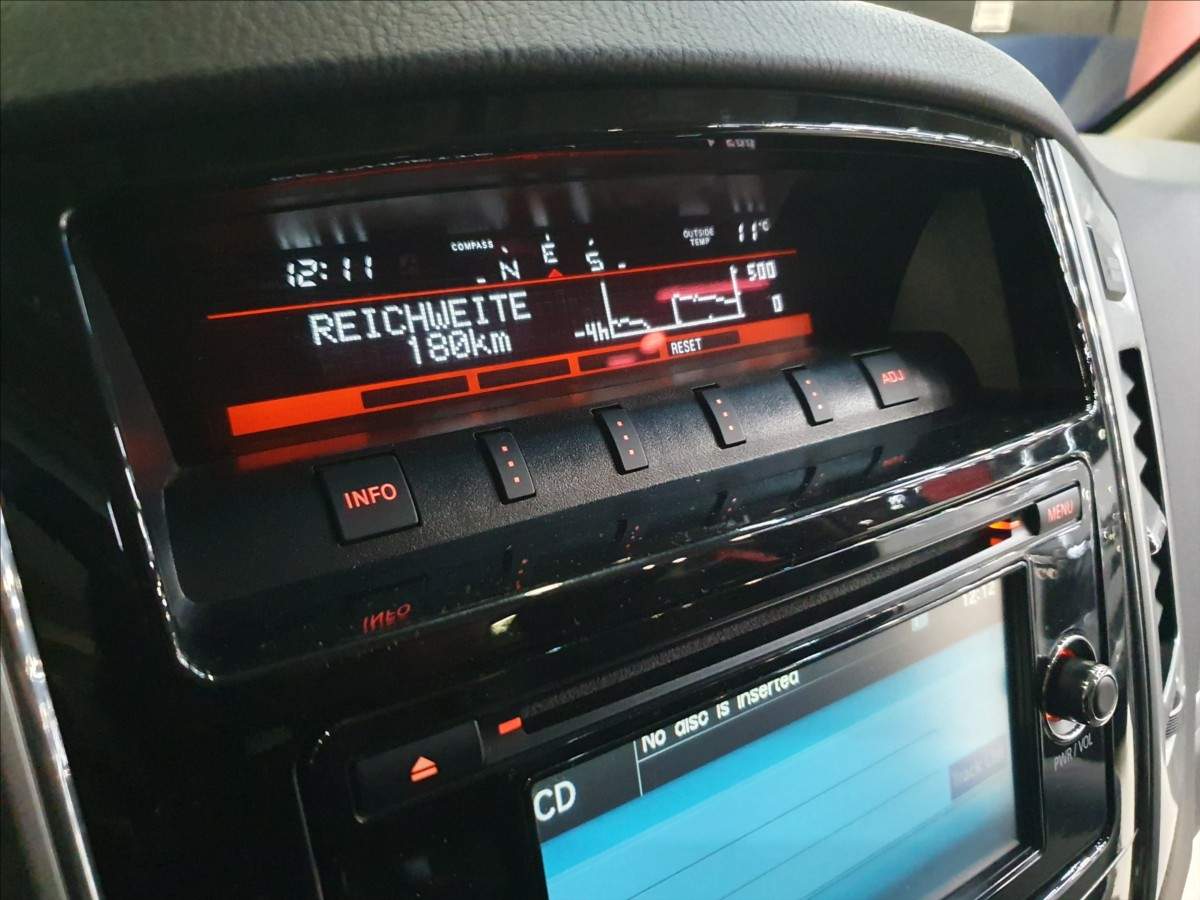 COMPASS
OUTSIDE
TEMP
11°C
12:11
N E S
REICHWEITE
180km
-4h
500
0
RESET
ADJ
INFO
MENU
12:12
No disc is inserted
CD
PWR/VOL